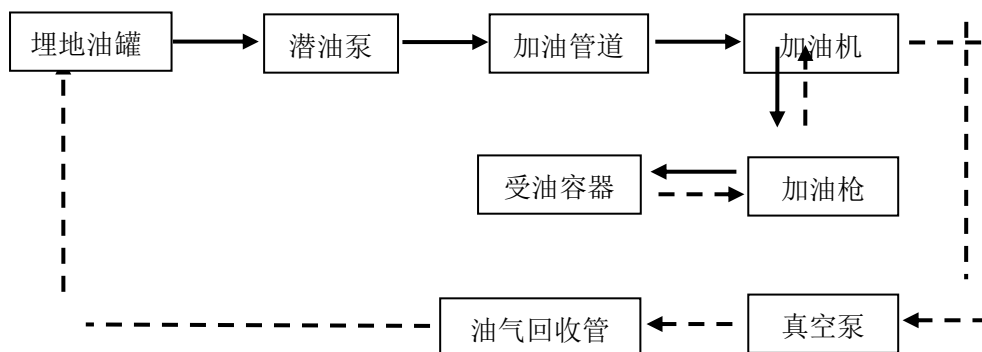 埋地油罐
潜油泵
加油管道
加油机
受油容器
加油枪
油气回收管
真空泵